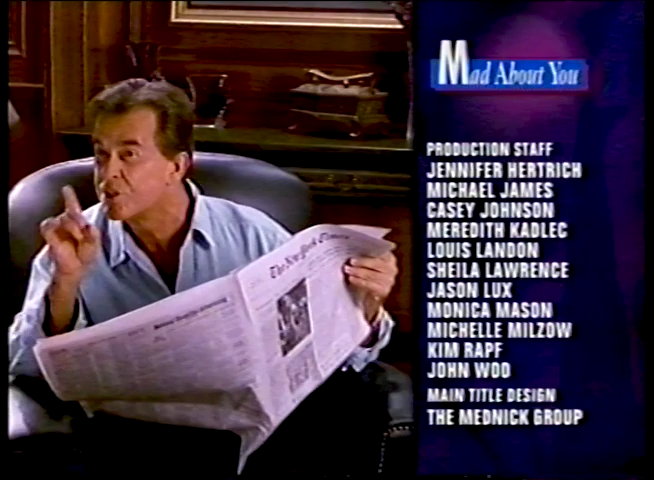 Mad About You
PRODUCTION STAFF
JENNIFER HERTRICH
MICHAEL JAMES
CASEY JOHNSON
MEREDITH KADLEC
LOUIS LANDON
SHEILA LAWRENCE
JASON LUX
MONICA MASON
MICHELLE MILZOW
KIM RAPF
JOHN WOO
MAIN TITLE DESIGN
THE MEDNICK GROUP
The New York Times